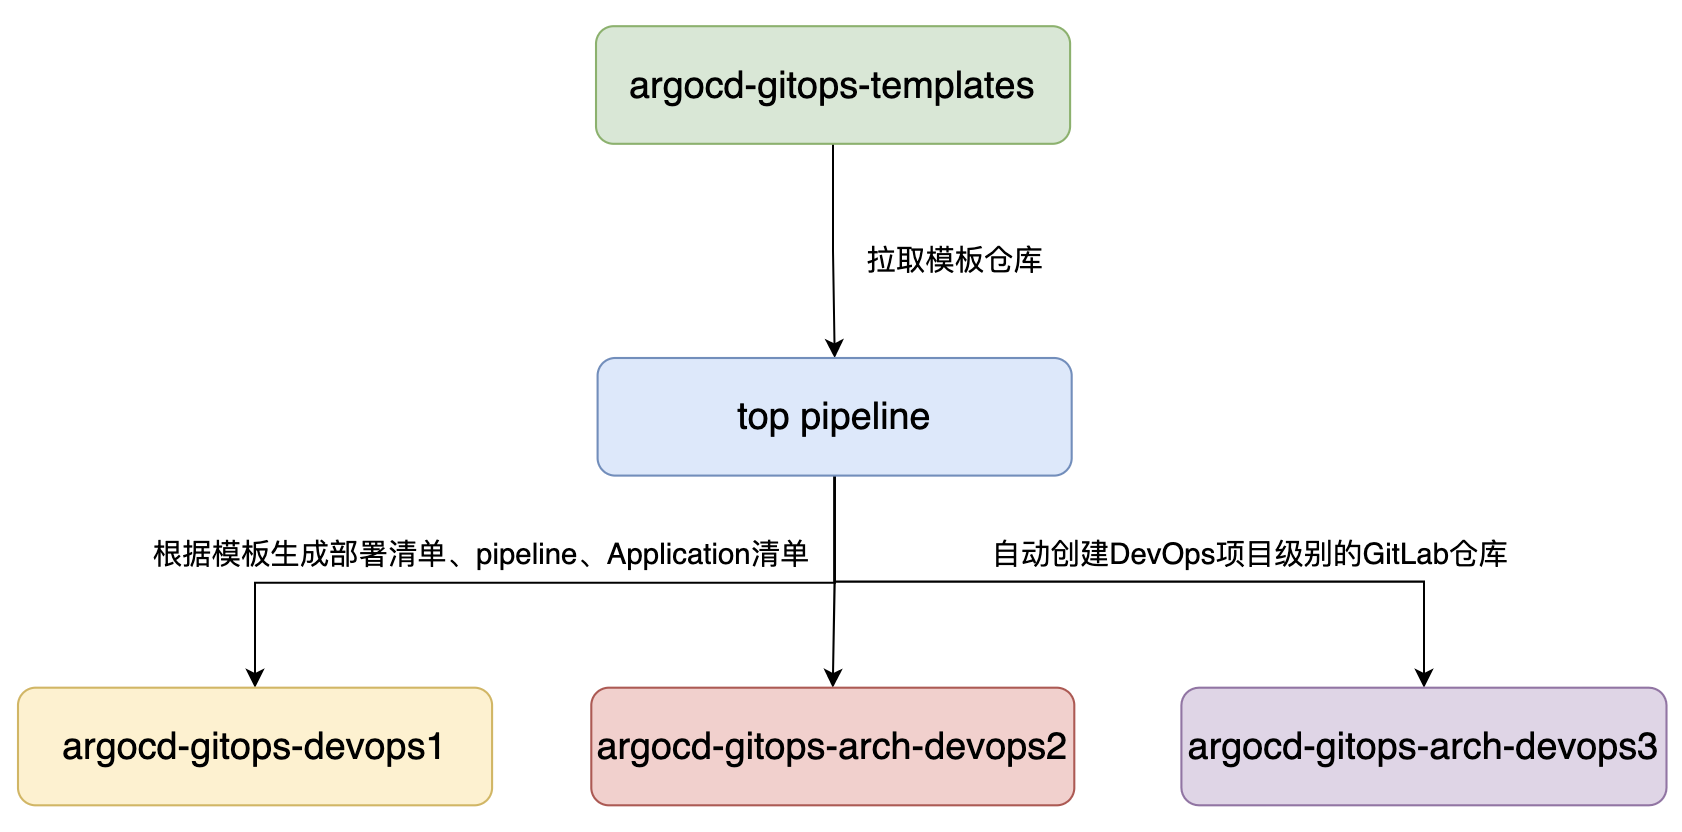 argocd-gitops-templates
拉取模板仓库
top pipeline
根据模板生成部署清单、pipeline、Application清单
自动创建DevOps项目级别的GitLab仓库
argocd-gitops-devops1
argocd-gitops-arch-devops2
argocd-gitops-arch-devops3